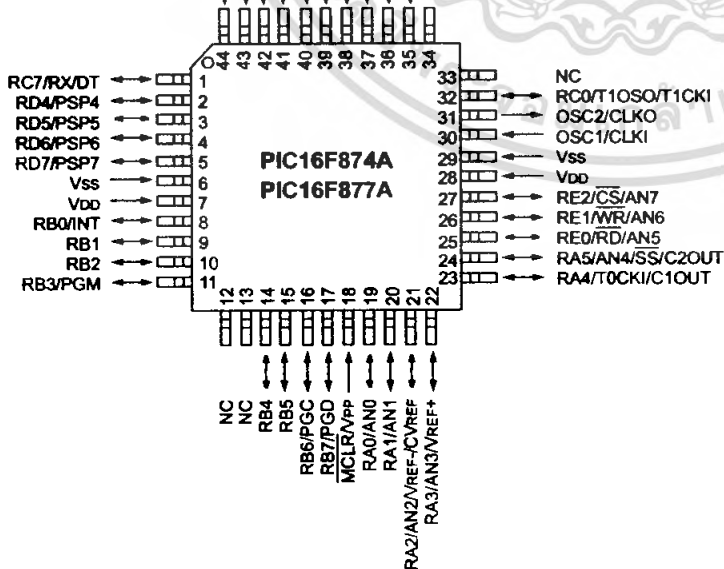 44 43 42 41 40 39 38 37 36 35 34
RC7/RX/DT 1
RD4/PSP4 2
RD5/PSP5 3
RD6/PSP6 4
RD7/PSP7 5
VSS 6
VDD 7
RB0/INT 8
RB1 9
RB2 10
RB3/PGM 11
PIC16F874A
PIC16F877A
33 NC
32 RC0/T1OSO/T1CKI
31 OSC2/CLKO
30 OSC1/CLKI
29 VSS
28 VDD
27 RE2/CS/AN7
26 RE1/WR/AN6
25 RE0/RD/AN5
24 RA5/AN4/SS/C2OUT
23 RA4/T0CKI/C1OUT
12 13 14 15 16 17 18 19 20 21 22
NC
NC
RB4
RB5
RB6/PGC
RB7/PGD
MCLR/VPP
RA0/AN0
RA1/AN1
RA2/AN2/VREF-/CVREF
RA3/AN3/VREF+